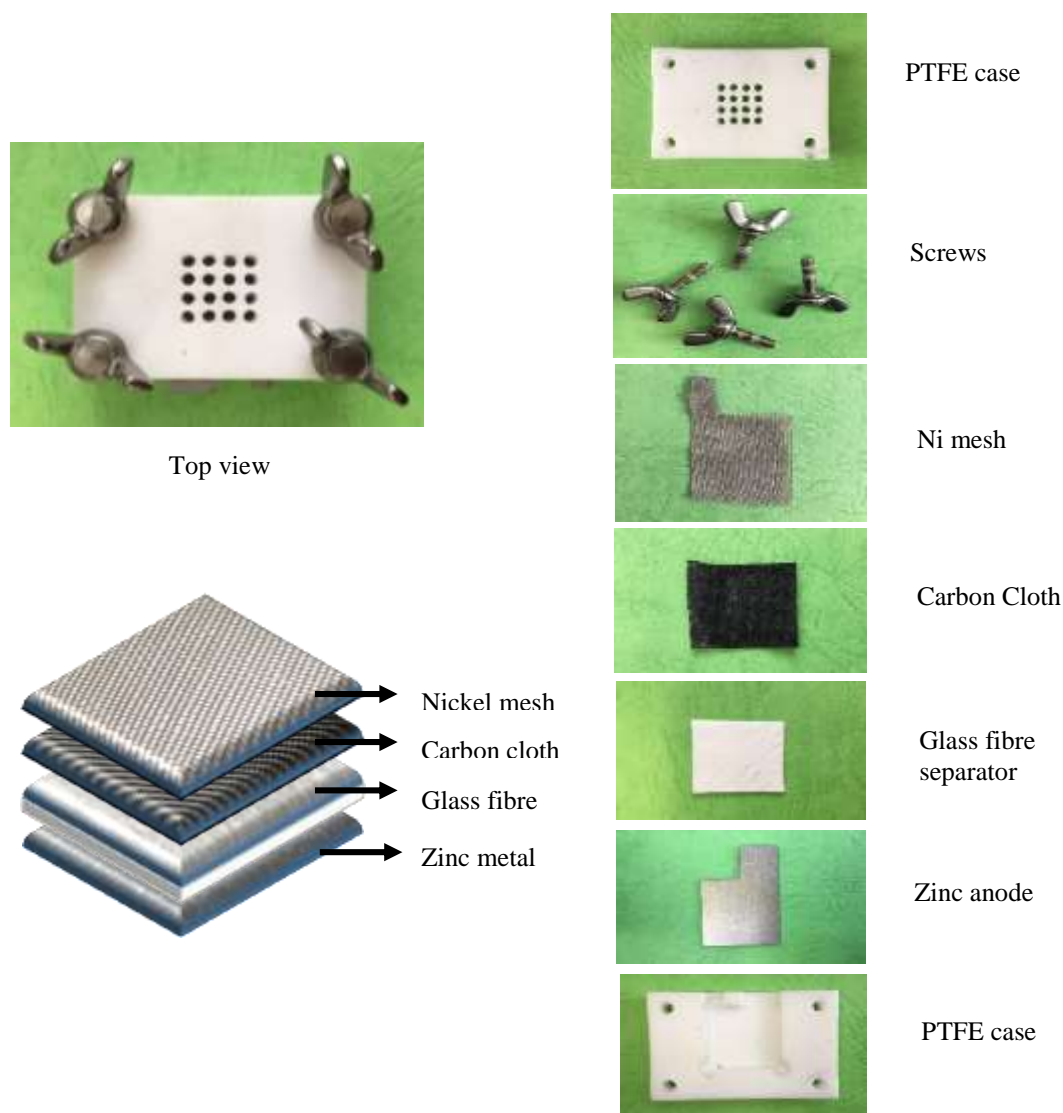 PTFE case
Screws
Top view
Ni mesh
Carbon Cloth
Nickel mesh
Carbon cloth
Glass fibre
Zinc metal
Glass fibre
separator
Zinc anode
PTFE case